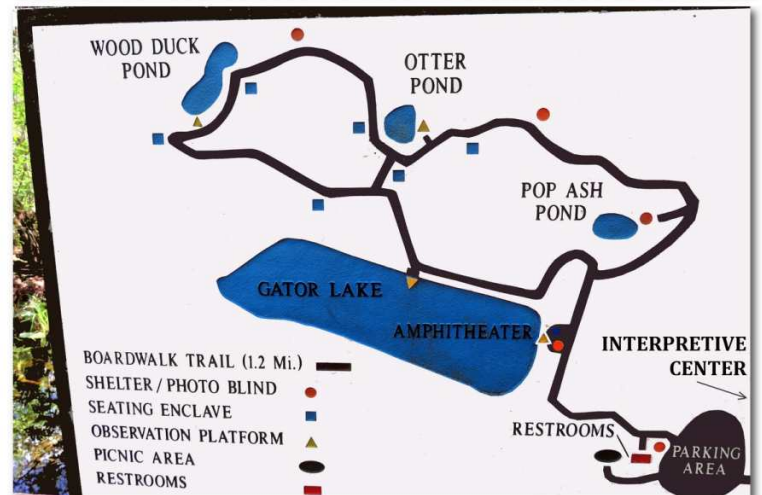 WOOD DUCK
POND
OTTER
POND
POP ASH
POND
GATOR LAKE
AMPHITHEATER
INTERPRETIVE
CENTER
BOARDWALK TRAIL (1.2 Mi.)
SHELTER / PHOTO BLIND
SEATING ENCLAVE
OBSERVATION PLATFORM
PICNIC AREA
RESTROOMS
RESTROOMS
PARKING
AREA